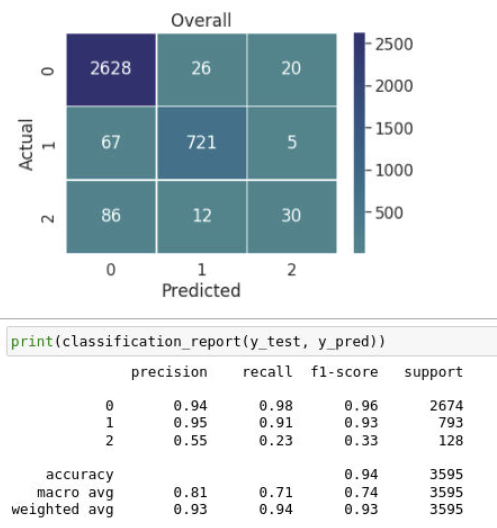 Overall
2628 26 20
67 721 5
86 12 30
0
1
2
Actual
0 1 2
Predicted
2500
2000
1500
1000
500
print(classification_report(y_test, y_pred))
precision recall f1-score support
0 0.94 0.98 0.96 2674
1 0.95 0.91 0.93 793
2 0.55 0.23 0.33 128
accuracy 0.94 3595
macro avg 0.81 0.71 0.74 3595
weighted avg 0.93 0.94 0.93 3595